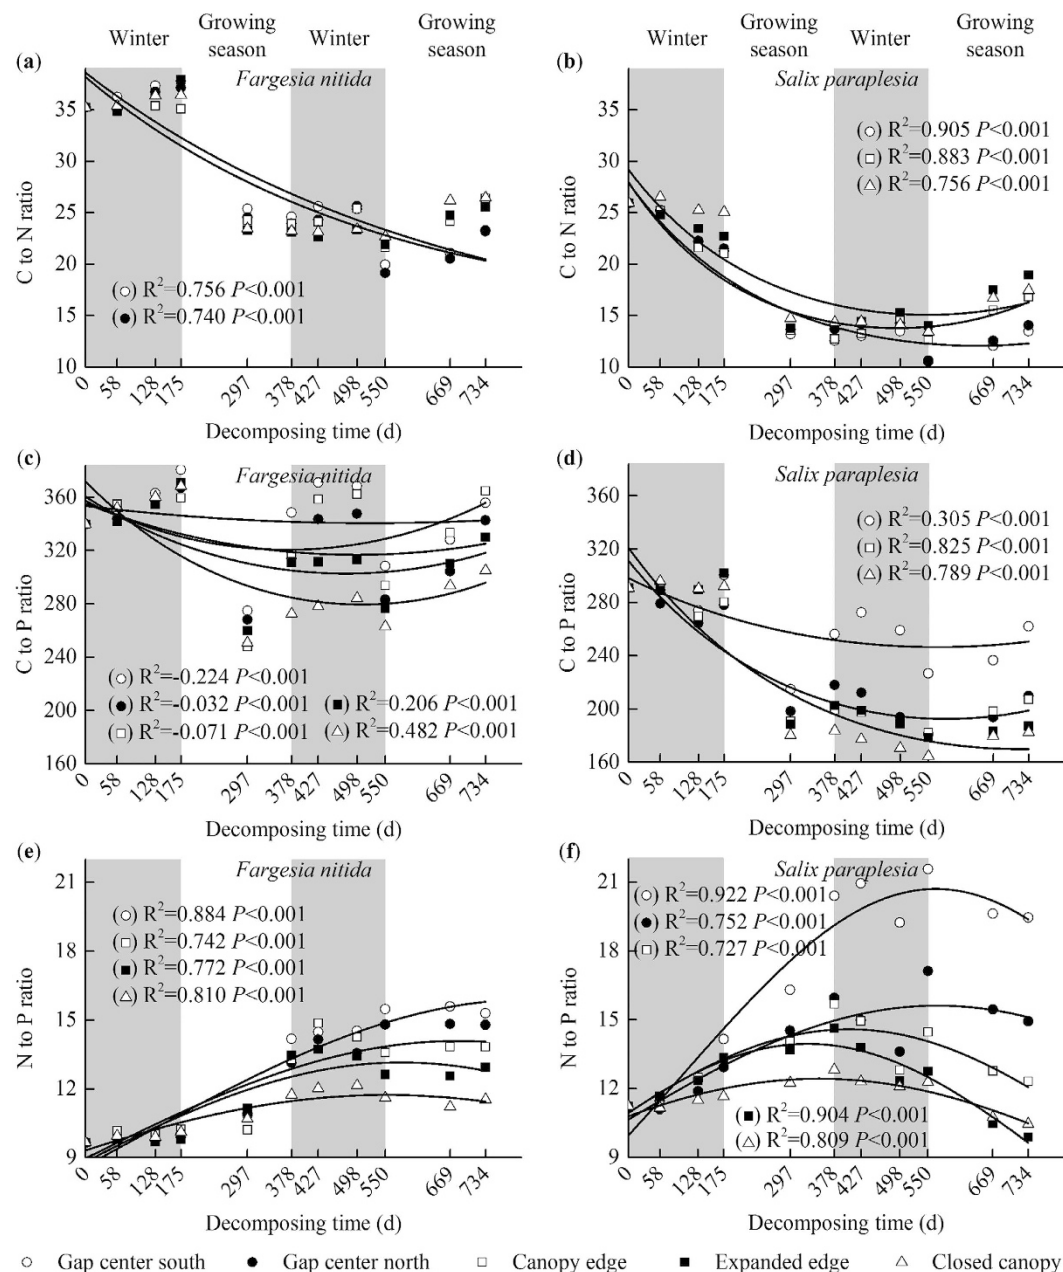 Winter
Growing season
Winter
Growing season
Winter
Growing season
Winter
Growing season
(a)
Fargesia nitida
C to N ratio
35
30
25
20
15
10
(○) R²=0.756 P<0.001
(●) R²=0.740 P<0.001
0 58 128 175 297 378 427 498 550 669 734
Decomposing time (d)
(b)
Salix paraplesia
C to N ratio
35
30
25
20
15
10
(○) R²=0.905 P<0.001
(□) R²=0.883 P<0.001
(△) R²=0.756 P<0.001
0 58 128 175 297 378 427 498 550 669 734
Decomposing time (d)
(c)
Fargesia nitida
C to P ratio
360
320
280
240
200
160
(○) R²=-0.224 P<0.001
(●) R²=-0.032 P<0.001
(□) R²=-0.071 P<0.001
(■) R²=0.206 P<0.001
(△) R²=0.482 P<0.001
0 58 128 175 297 378 427 498 550 669 734
Decomposing time (d)
(d)
Salix paraplesia
C to P ratio
360
320
280
240
200
160
(○) R²=0.305 P<0.001
(□) R²=0.825 P<0.001
(△) R²=0.789 P<0.001
0 58 128 175 297 378 427 498 550 669 734
Decomposing time (d)
(e)
Fargesia nitida
N to P ratio
21
18
15
12
9
(○) R²=0.884 P<0.001
(□) R²=0.742 P<0.001
(■) R²=0.772 P<0.001
(△) R²=0.810 P<0.001
0 58 128 175 297 378 427 498 550 669 734
Decomposing time (d)
(f)
Salix paraplesia
N to P ratio
21
18
15
12
9
(○) R²=0.922 P<0.001
(●) R²=0.752 P<0.001
(□) R²=0.727 P<0.001
(■) R²=0.904 P<0.001
(△) R²=0.809 P<0.001
0 58 128 175 297 378 427 498 550 669 734
Decomposing time (d)
○ Gap center south ● Gap center north □ Canopy edge ■ Expanded edge △ Closed canopy